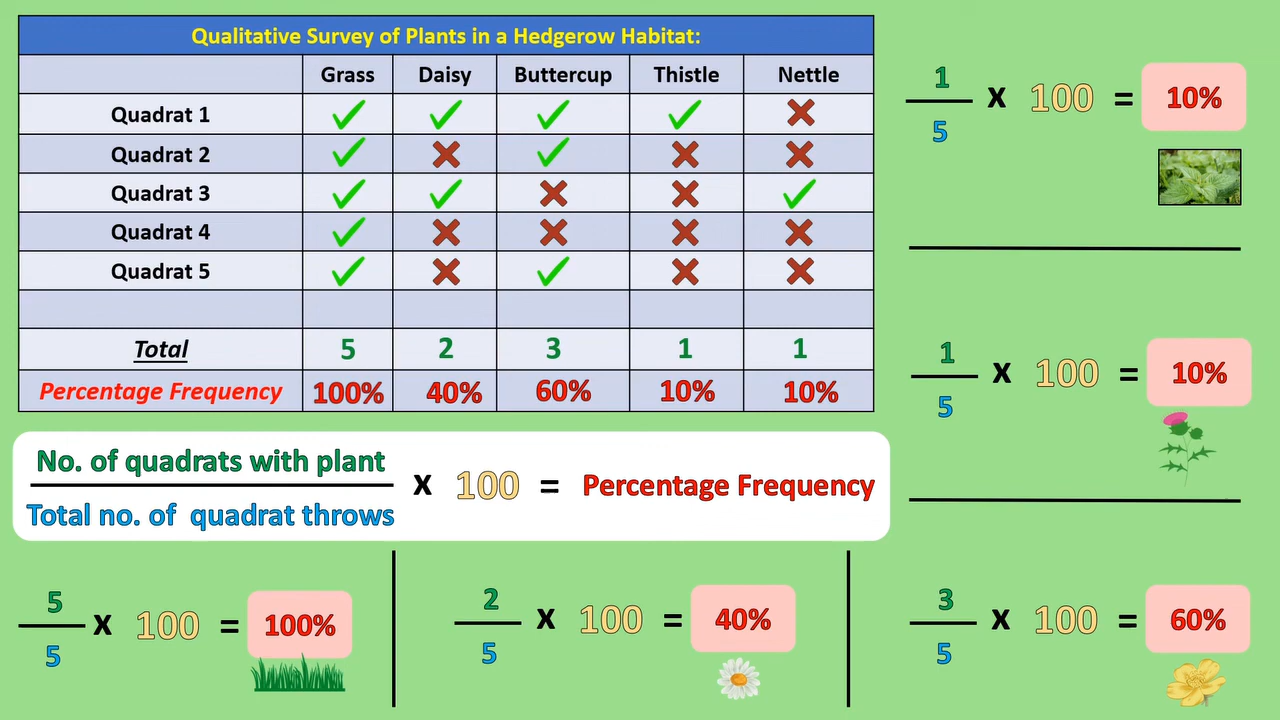 Qualitative Survey of Plants in a Hedgerow Habitat:
Grass Daisy Buttercup Thistle Nettle
Quadrat 1
Quadrat 2
Quadrat 3
Quadrat 4
Quadrat 5
Total 5 2 3 1 1
Percentage Frequency 100% 40% 60% 10% 10%
No. of quadrats with plant
Total no. of quadrat throws
x 100 = Percentage Frequency
1
5
x 100 = 10%
1
5
x 100 = 10%
5
5
x 100 = 100%
2
5
x 100 = 40%
3
5
x 100 = 60%